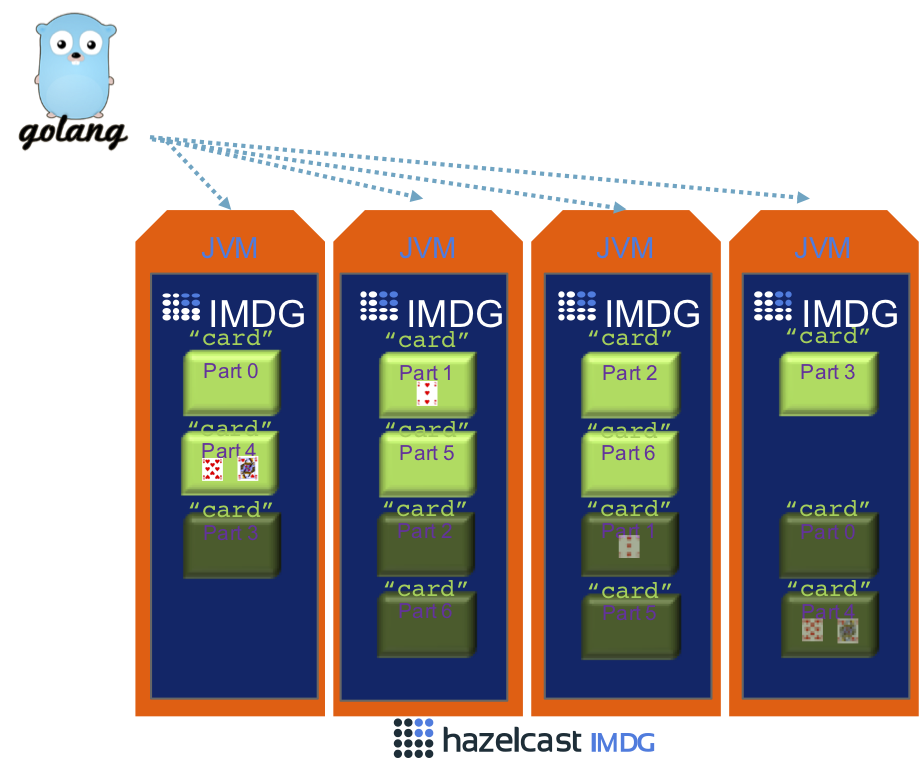 golang
JVM
JVM
JVM
JVM
IMDG
IMDG
IMDG
IMDG
“card”
“card”
“card”
“card”
Part 0
Part 1
Part 2
Part 3
“card”
“card”
“card”
Part 4
Part 5
Part 6
“card”
“card”
“card”
Part 3
Part 2
Part 1
Part 0
“card”
“card”
“card”
Part 6
Part 5
Part 4
hazelcast IMDG